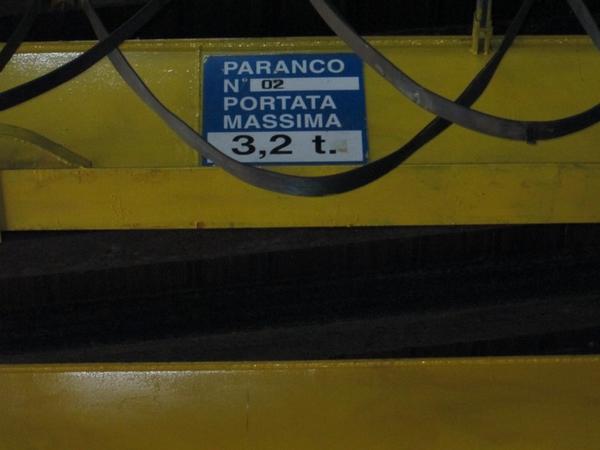 PARANCO
N° 02
PORTATA
MASSIMA
3,2 t.